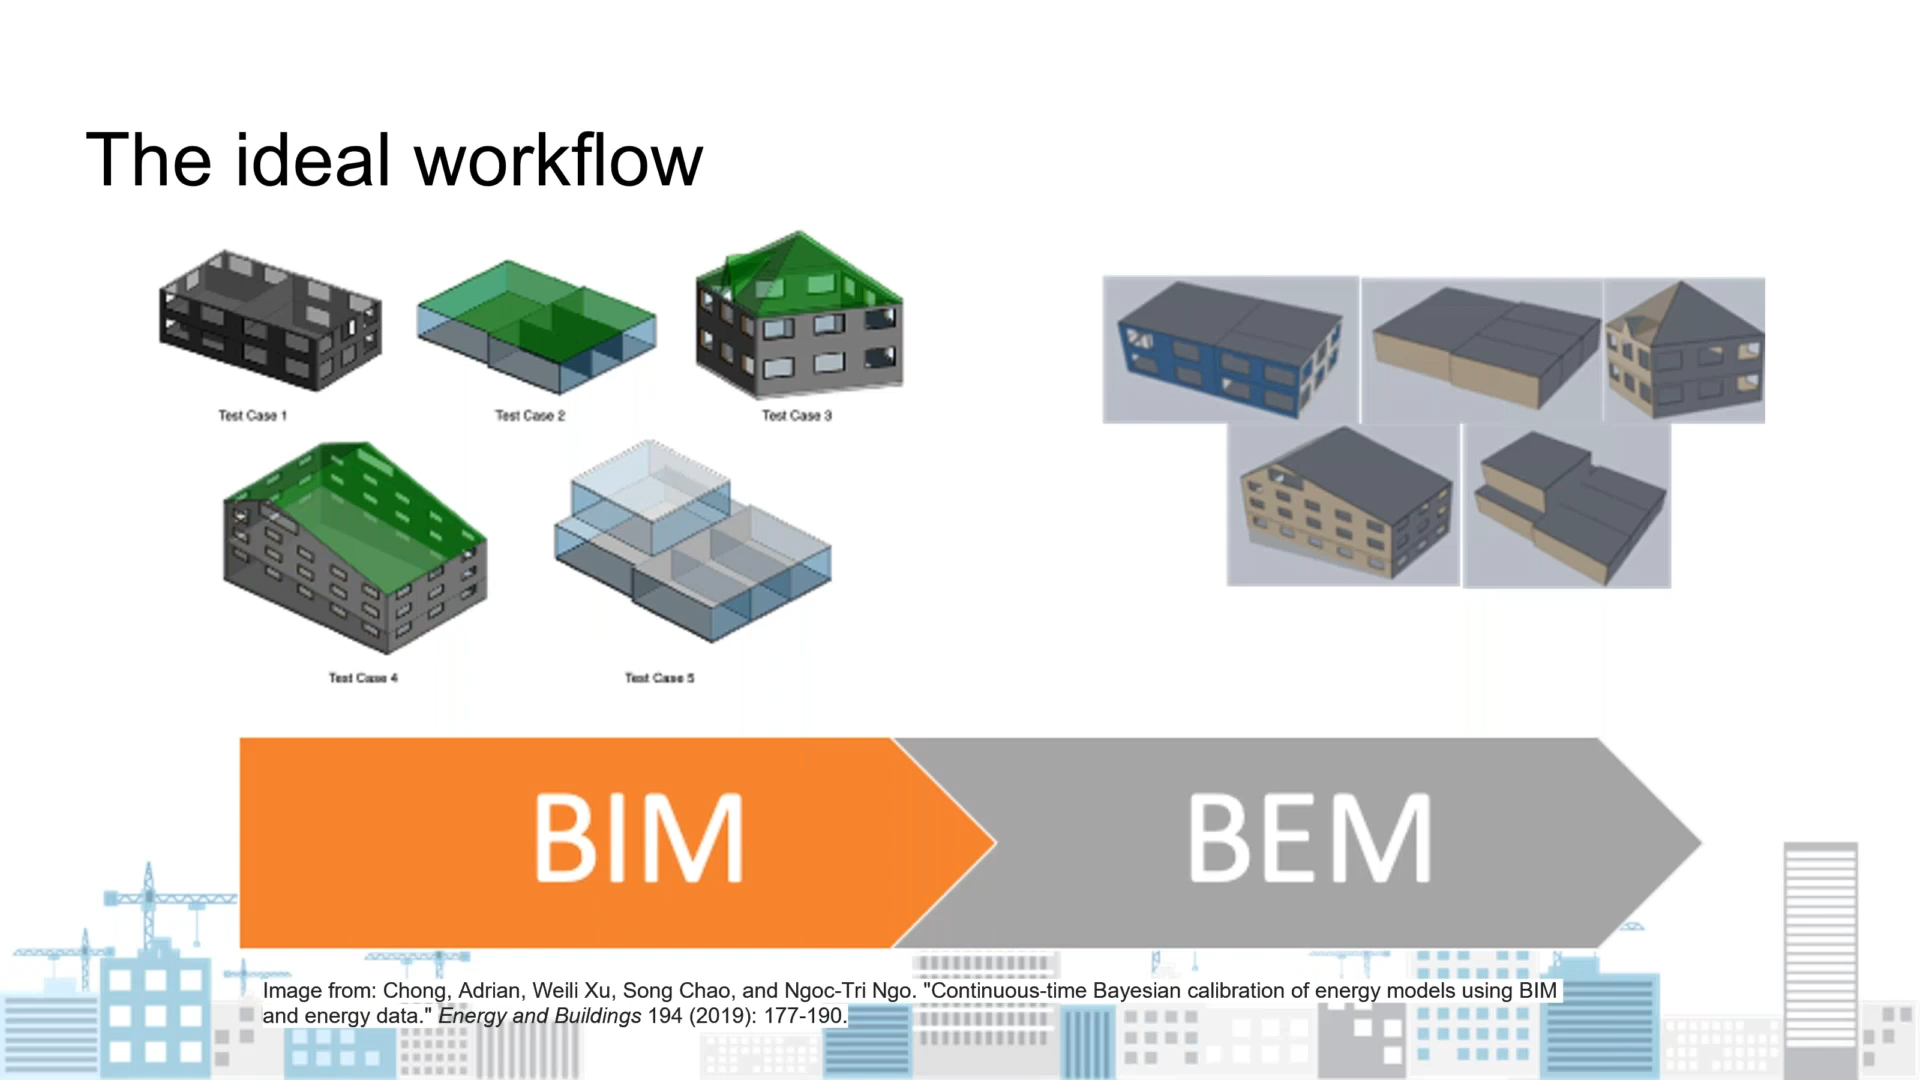 The ideal workflow
Test Case 1
Test Case 2
Test Case 3
Test Case 4
Test Case 5
BIM
BEM
Image from: Chong, Adrian, Weili Xu, Song Chao, and Ngoc-Tri Ngo. "Continuous-time Bayesian calibration of energy models using BIM
and energy data." Energy and Buildings 194 (2019): 177-190.